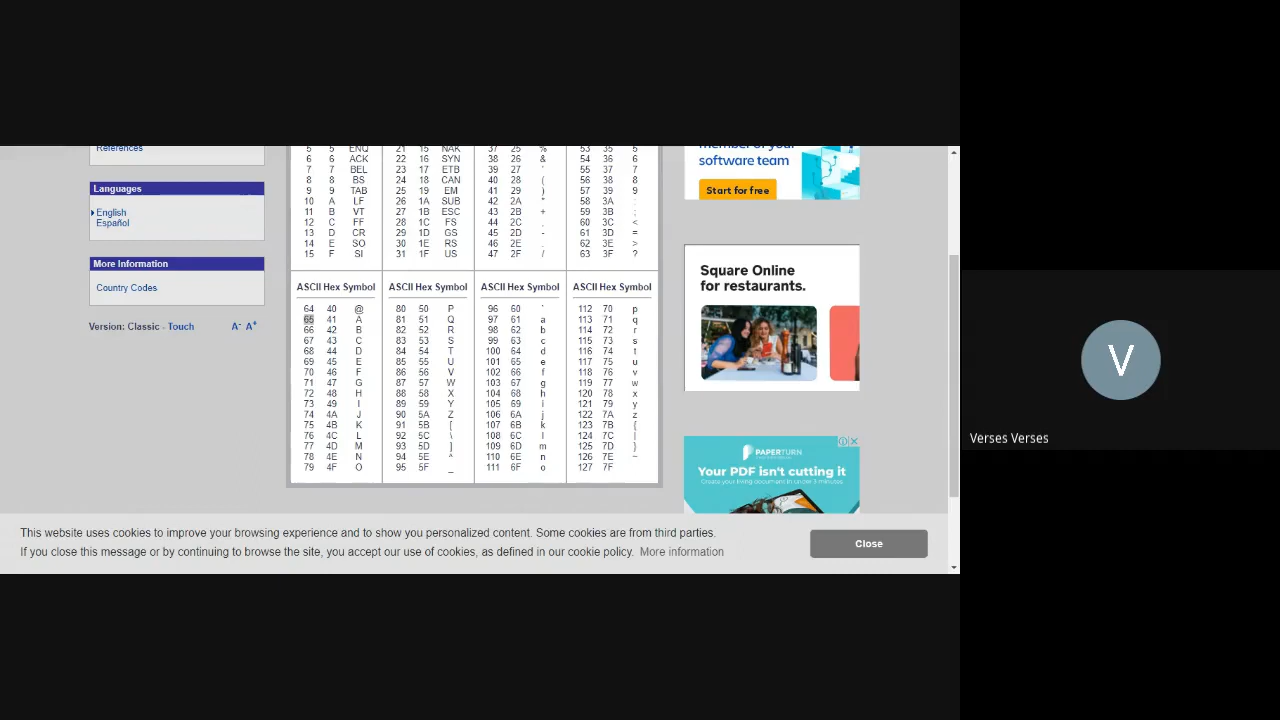 References
Languages
English
Español
More Information
Country Codes
Version: Classic - Touch A- A+
5 5 ENQ 21 15 NAK 37 25 % 53 35 5
6 6 ACK 22 16 SYN 38 26 & 54 36 6
7 7 BEL 23 17 ETB 39 27 ' 55 37 7
8 8 BS 24 18 CAN 40 28 ( 56 38 8
9 9 TAB 25 19 EM 41 29 ) 57 39 9
10 A LF 26 1A SUB 42 2A * 58 3A :
11 B VT 27 1B ESC 43 2B + 59 3B ;
12 C FF 28 1C FS 44 2C , 60 3C <
13 D CR 29 1D GS 45 2D - 61 3D =
14 E SO 30 1E RS 46 2E . 62 3E >
15 F SI 31 1F US 47 2F / 63 3F ?
ASCII Hex Symbol ASCII Hex Symbol ASCII Hex Symbol ASCII Hex Symbol
64 40 @ 80 50 P 96 60 ` 112 70 p
65 41 A 81 51 Q 97 61 a 113 71 q
66 42 B 82 52 R 98 62 b 114 72 r
67 43 C 83 53 S 99 63 c 115 73 s
68 44 D 84 54 T 100 64 d 116 74 t
69 45 E 85 55 U 101 65 e 117 75 u
70 46 F 86 56 V 102 66 f 118 76 v
71 47 G 87 57 W 103 67 g 119 77 w
72 48 H 88 58 X 104 68 h 120 78 x
73 49 I 89 59 Y 105 69 i 121 79 y
74 4A J 90 5A Z 106 6A j 122 7A z
75 4B K 91 5B [ 107 6B k 123 7B {
76 4C L 92 5C \ 108 6C l 124 7C |
77 4D M 93 5D ] 109 6D m 125 7D }
78 4E N 94 5E ^ 110 6E n 126 7E ~
79 4F O 95 5F _ 111 6F o 127 7F
member of your
software team
Start for free
Square Online
for restaurants.
PAPERTURN
Your PDF isn't cutting it
Create your living document in under 3 minutes
This website uses cookies to improve your browsing experience and to show you personalized content. Some cookies are from third parties.
If you close this message or by continuing to browse the site, you accept our use of cookies, as defined in our cookie policy. More information
Close
V
Verses Verses